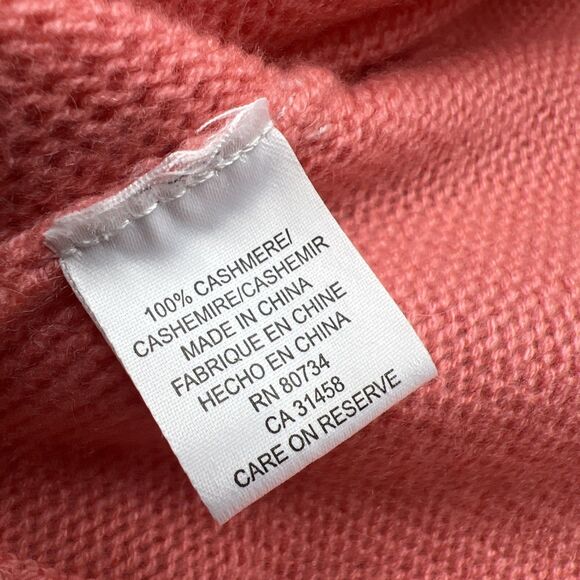 100% CASHMERE/
CASHEMIRE/CASHEMIR
MADE IN CHINA
FABRIQUE EN CHINE
HECHO EN CHINA
RN 80734
CA 31458
CARE ON RESERVE